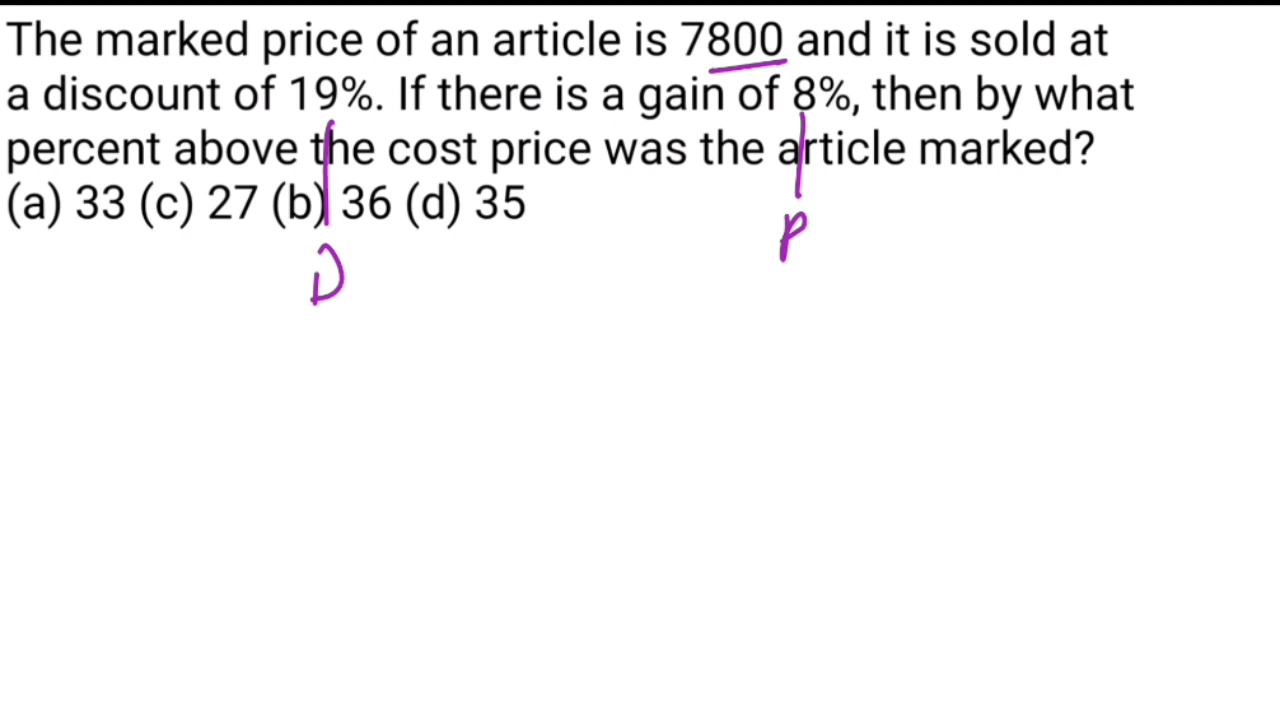 The marked price of an article is 7800 and it is sold at
a discount of 19%. If there is a gain of 8%, then by what
percent above the cost price was the article marked?
(a) 33 (c) 27 (b) 36 (d) 35
D
P